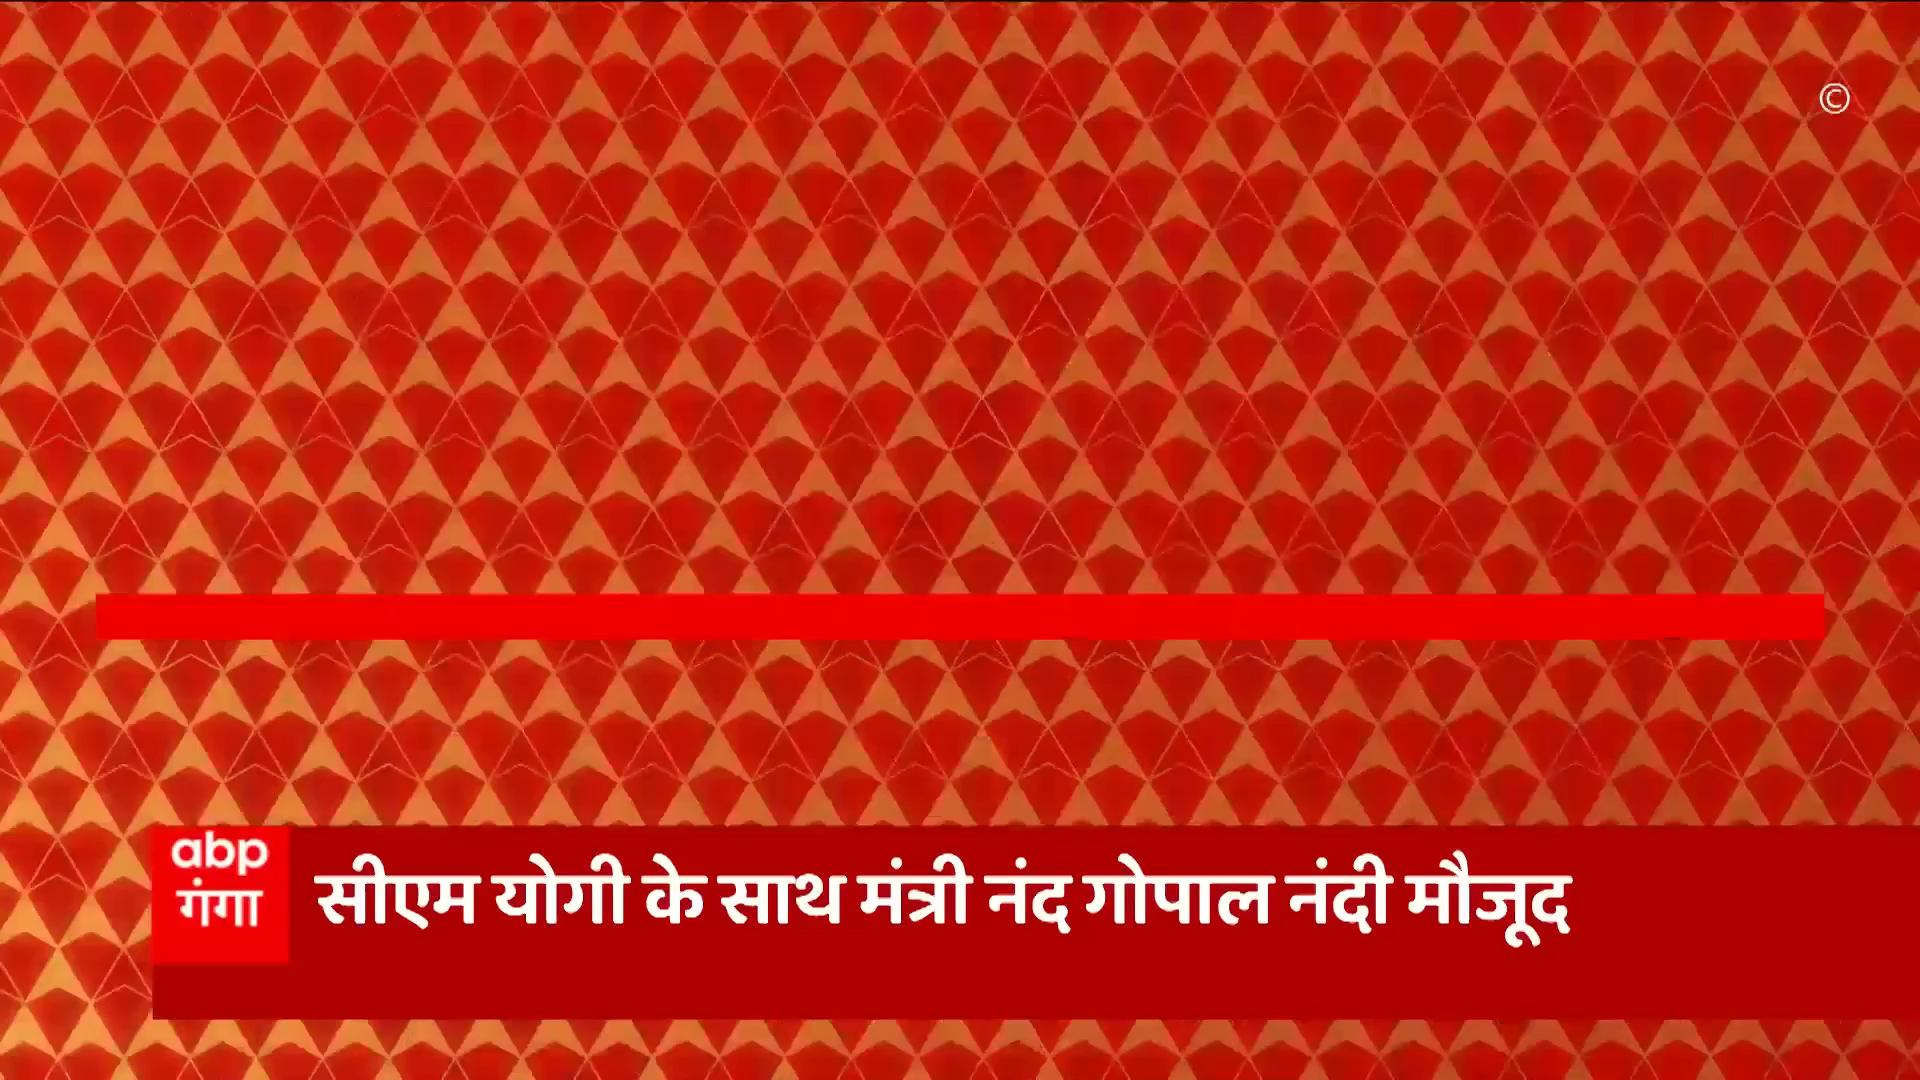 ©
abp
गंगा
सीएम योगी के साथ मंत्री नंद गोपाल नंदी मौजूद